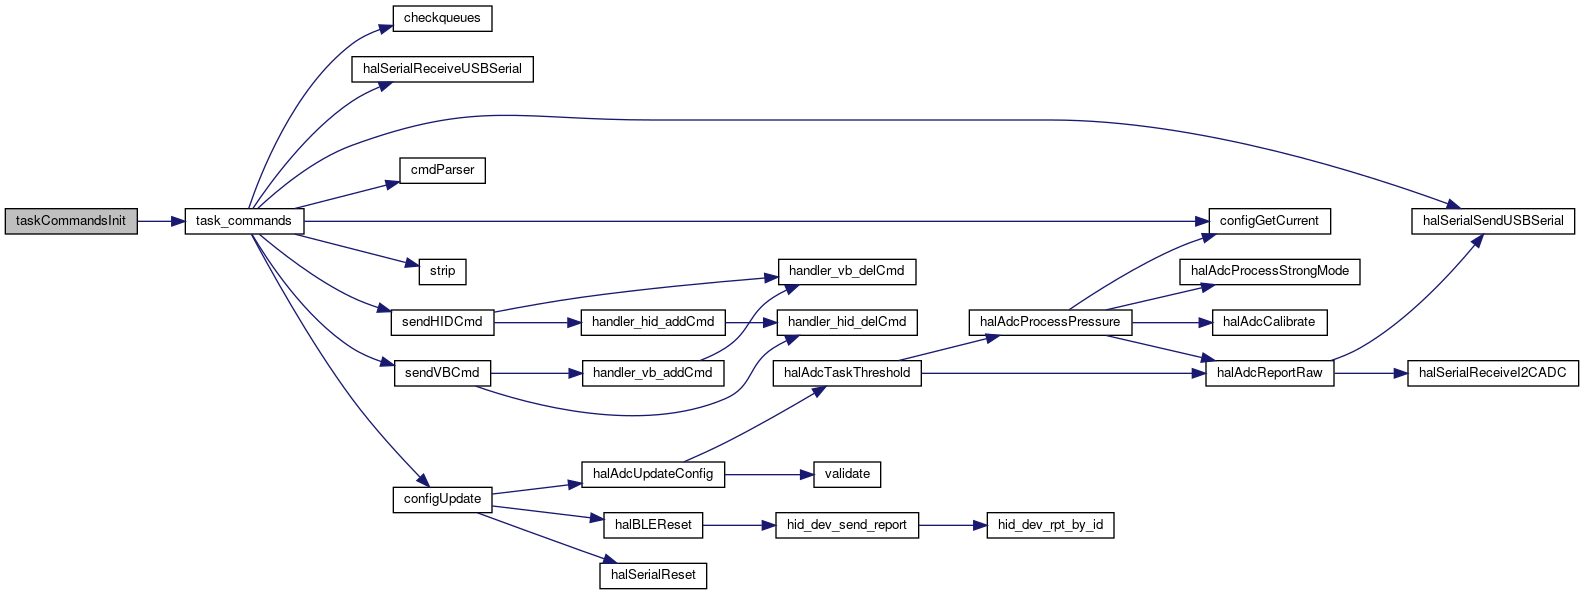 checkqueues
halSerialReceiveUSBSerial
cmdParser
taskCommandsInit
task_commands
configGetCurrent
halSerialSendUSBSerial
strip
handler_vb_delCmd
halAdcProcessStrongMode
sendHIDCmd
handler_hid_addCmd
handler_hid_delCmd
halAdcProcessPressure
halAdcCalibrate
sendVBCmd
handler_vb_addCmd
halAdcTaskThreshold
halAdcReportRaw
halSerialReceiveI2CADC
halAdcUpdateConfig
validate
configUpdate
halBLEReset
hid_dev_send_report
hid_dev_rpt_by_id
halSerialReset